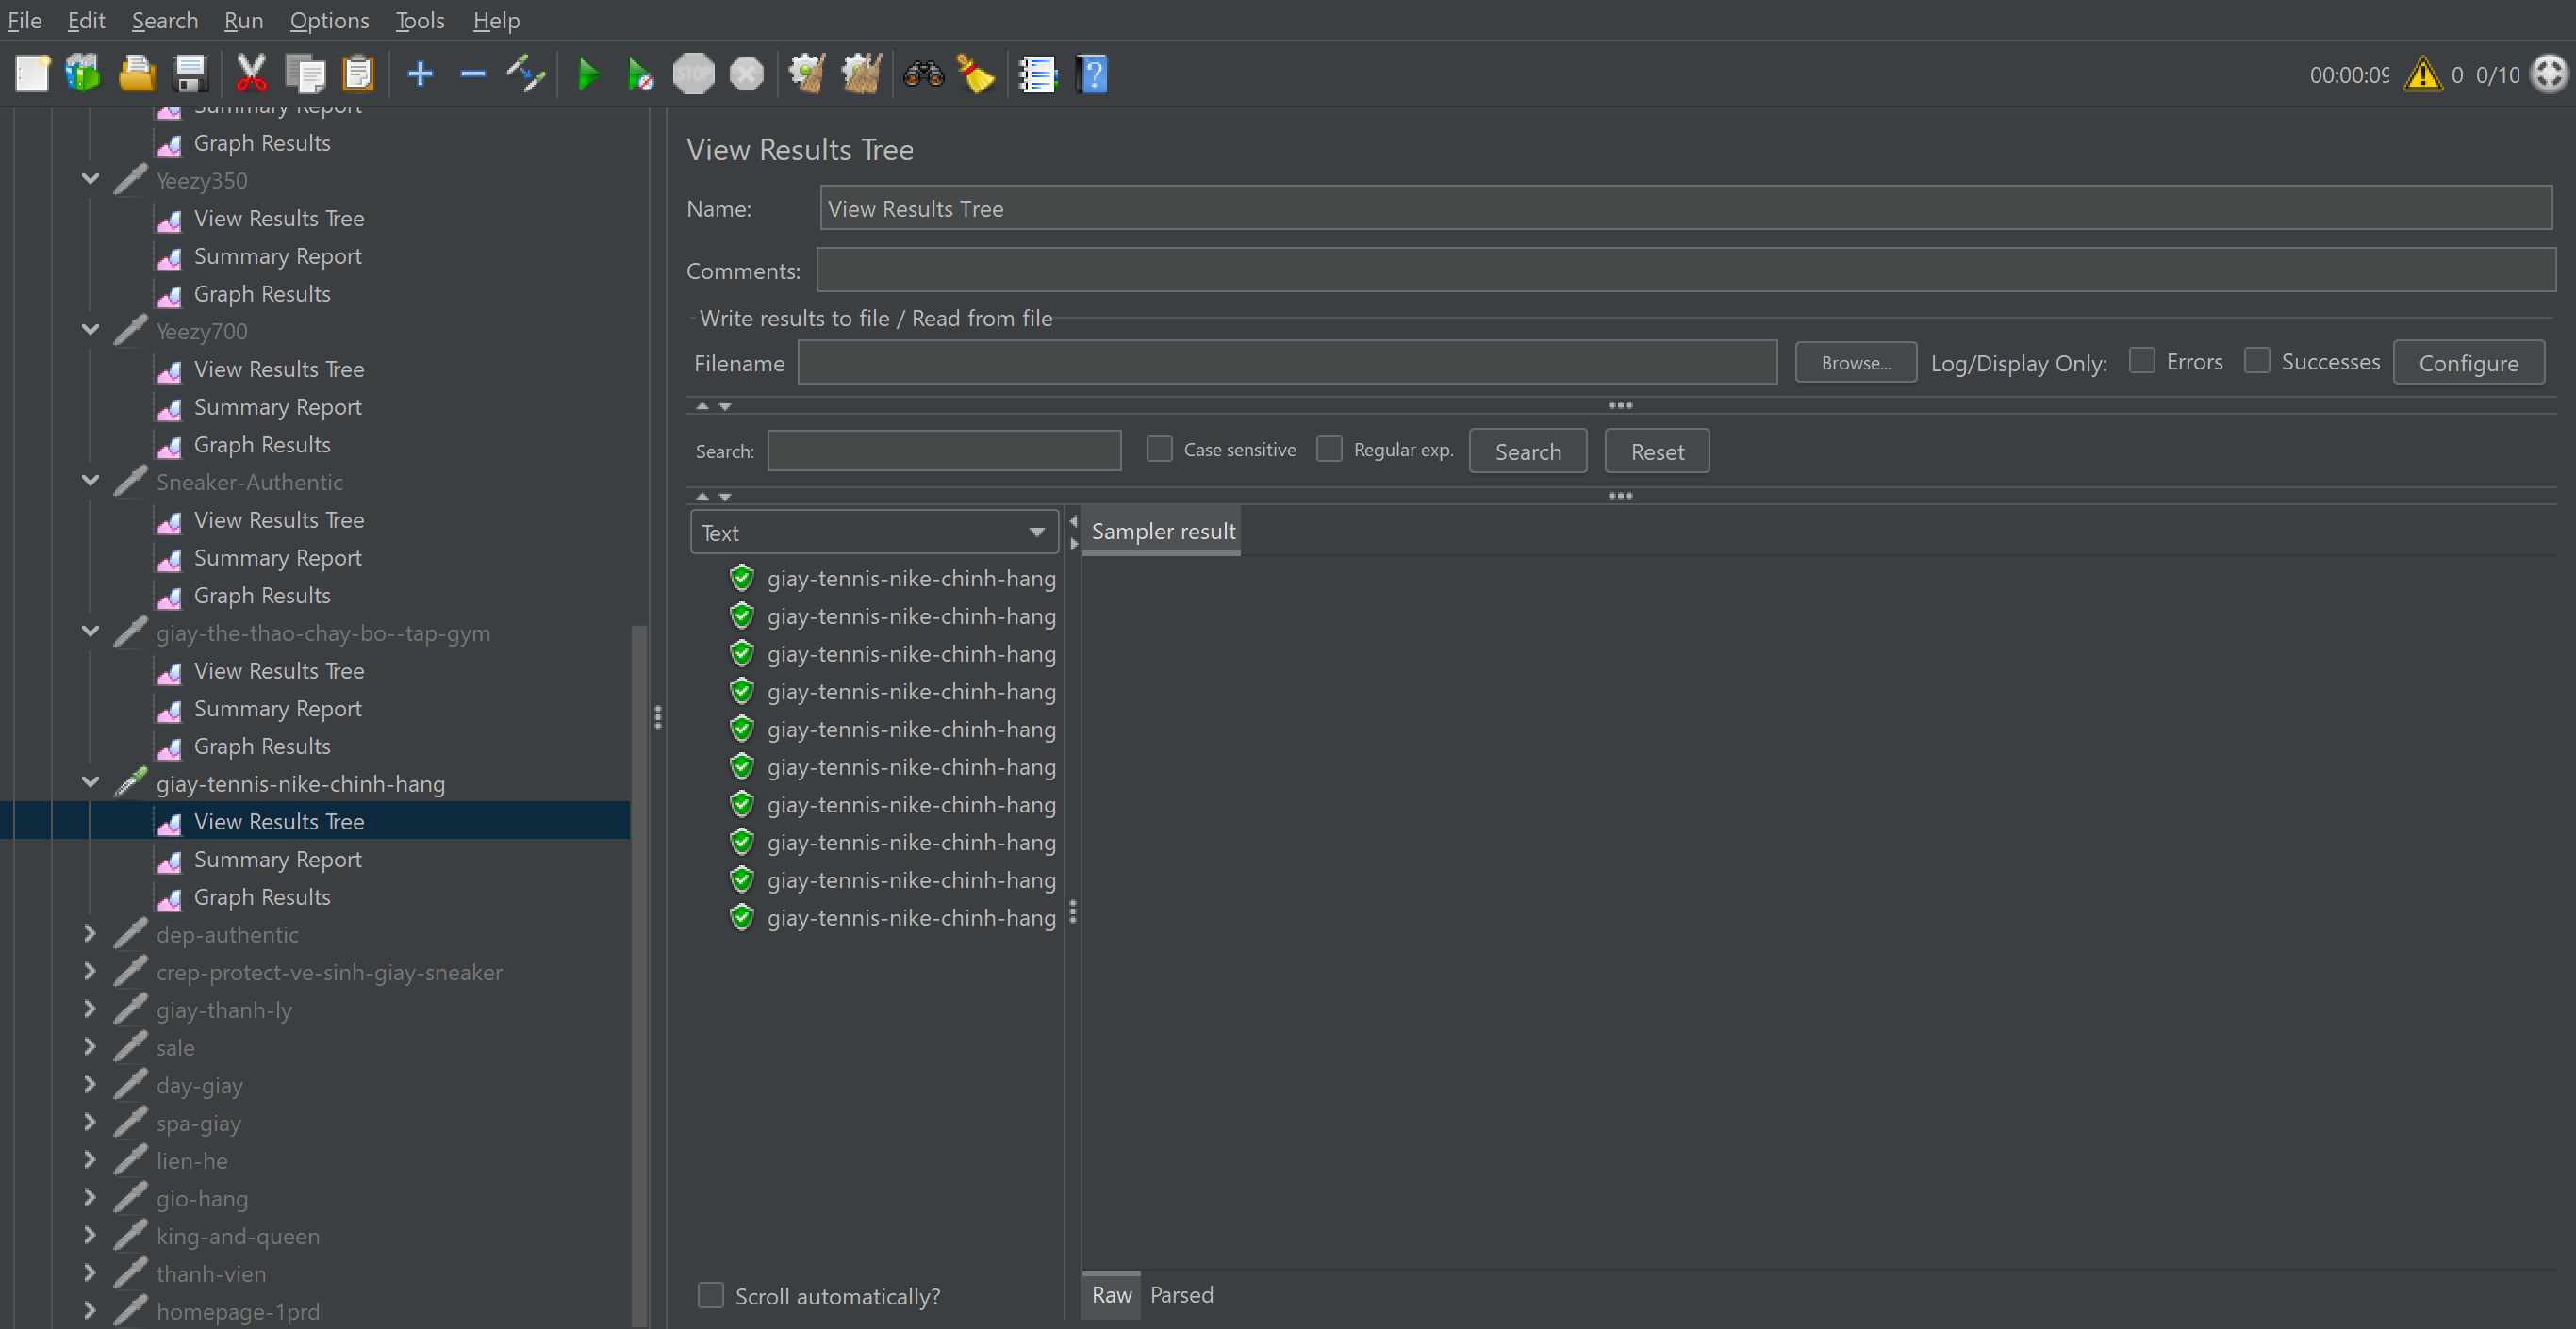 File Edit Search Run Options Tools Help
STOP
00:00:09 0 0/10
Summary Report
Graph Results
Yeezy350
View Results Tree
Summary Report
Graph Results
Yeezy700
View Results Tree
Summary Report
Graph Results
Sneaker-Authentic
View Results Tree
Summary Report
Graph Results
giay-the-thao-chay-bo--tap-gym
View Results Tree
Summary Report
Graph Results
giay-tennis-nike-chinh-hang
View Results Tree
Summary Report
Graph Results
dep-authentic
crep-protect-ve-sinh-giay-sneaker
giay-thanh-ly
sale
day-giay
spa-giay
lien-he
gio-hang
king-and-queen
thanh-vien
homepage-1prd
View Results Tree
Name: View Results Tree
Comments:
Write results to file / Read from file
Filename Browse... Log/Display Only: Errors Successes Configure
Search: Case sensitive Regular exp. Search Reset
Text
Sampler result
giay-tennis-nike-chinh-hang
giay-tennis-nike-chinh-hang
giay-tennis-nike-chinh-hang
giay-tennis-nike-chinh-hang
giay-tennis-nike-chinh-hang
giay-tennis-nike-chinh-hang
giay-tennis-nike-chinh-hang
giay-tennis-nike-chinh-hang
giay-tennis-nike-chinh-hang
giay-tennis-nike-chinh-hang
Scroll automatically?
Raw Parsed